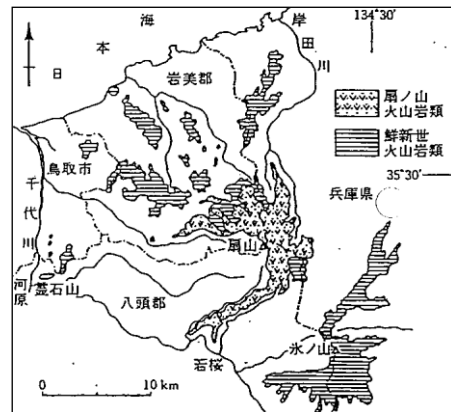 日本海
岸田川
134°30'
岩美郡
扇ノ山
火山岩類
鮮新世
火山岩類
35°30'
鳥取市
兵庫県
千代川
扇山
河原
霊石山
八頭郡
若桜
氷ノ山
0
10 km